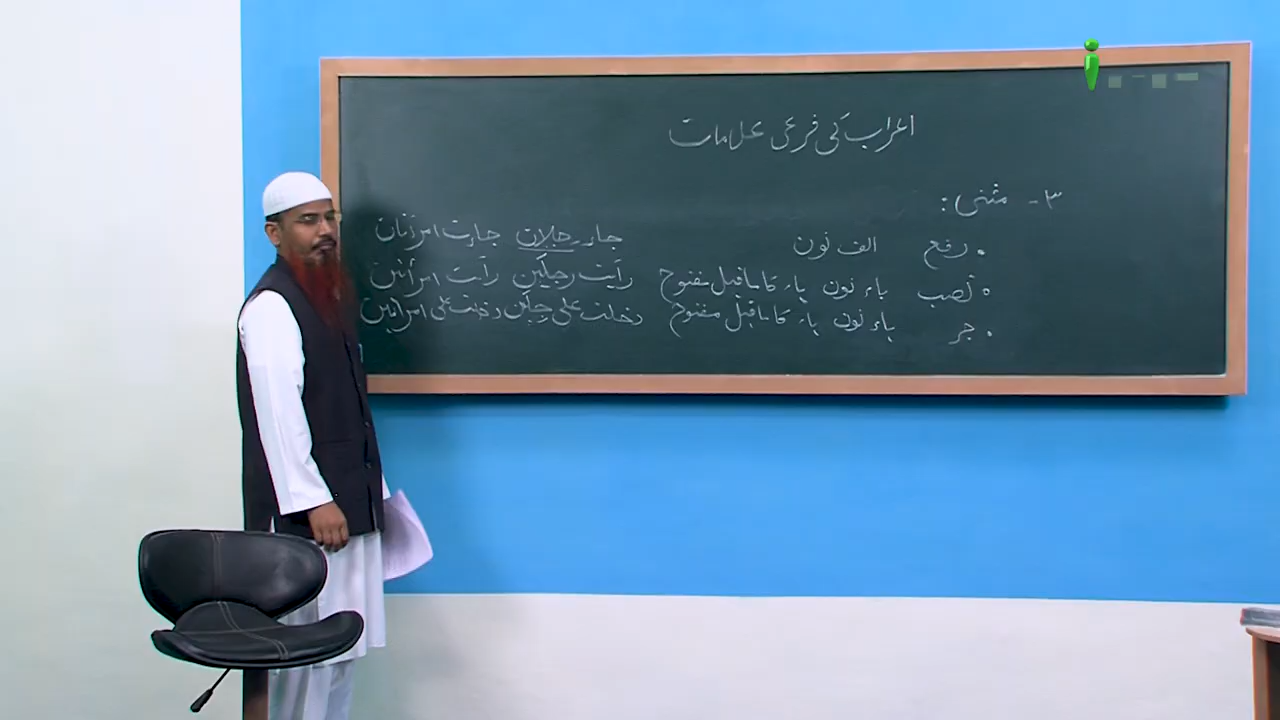 اعراب کی فرعی علامات
۳- مثنی:
• رفع الف نون جاء رجلان جاءت امرأتان
• نصب یاء نون یاء کا ماقبل مفتوح رأیت رجلین رأیت امرأتین
• جر یاء نون یاء کا ماقبل مفتوح دخلت علی رجلین دخلت علی امرأتین